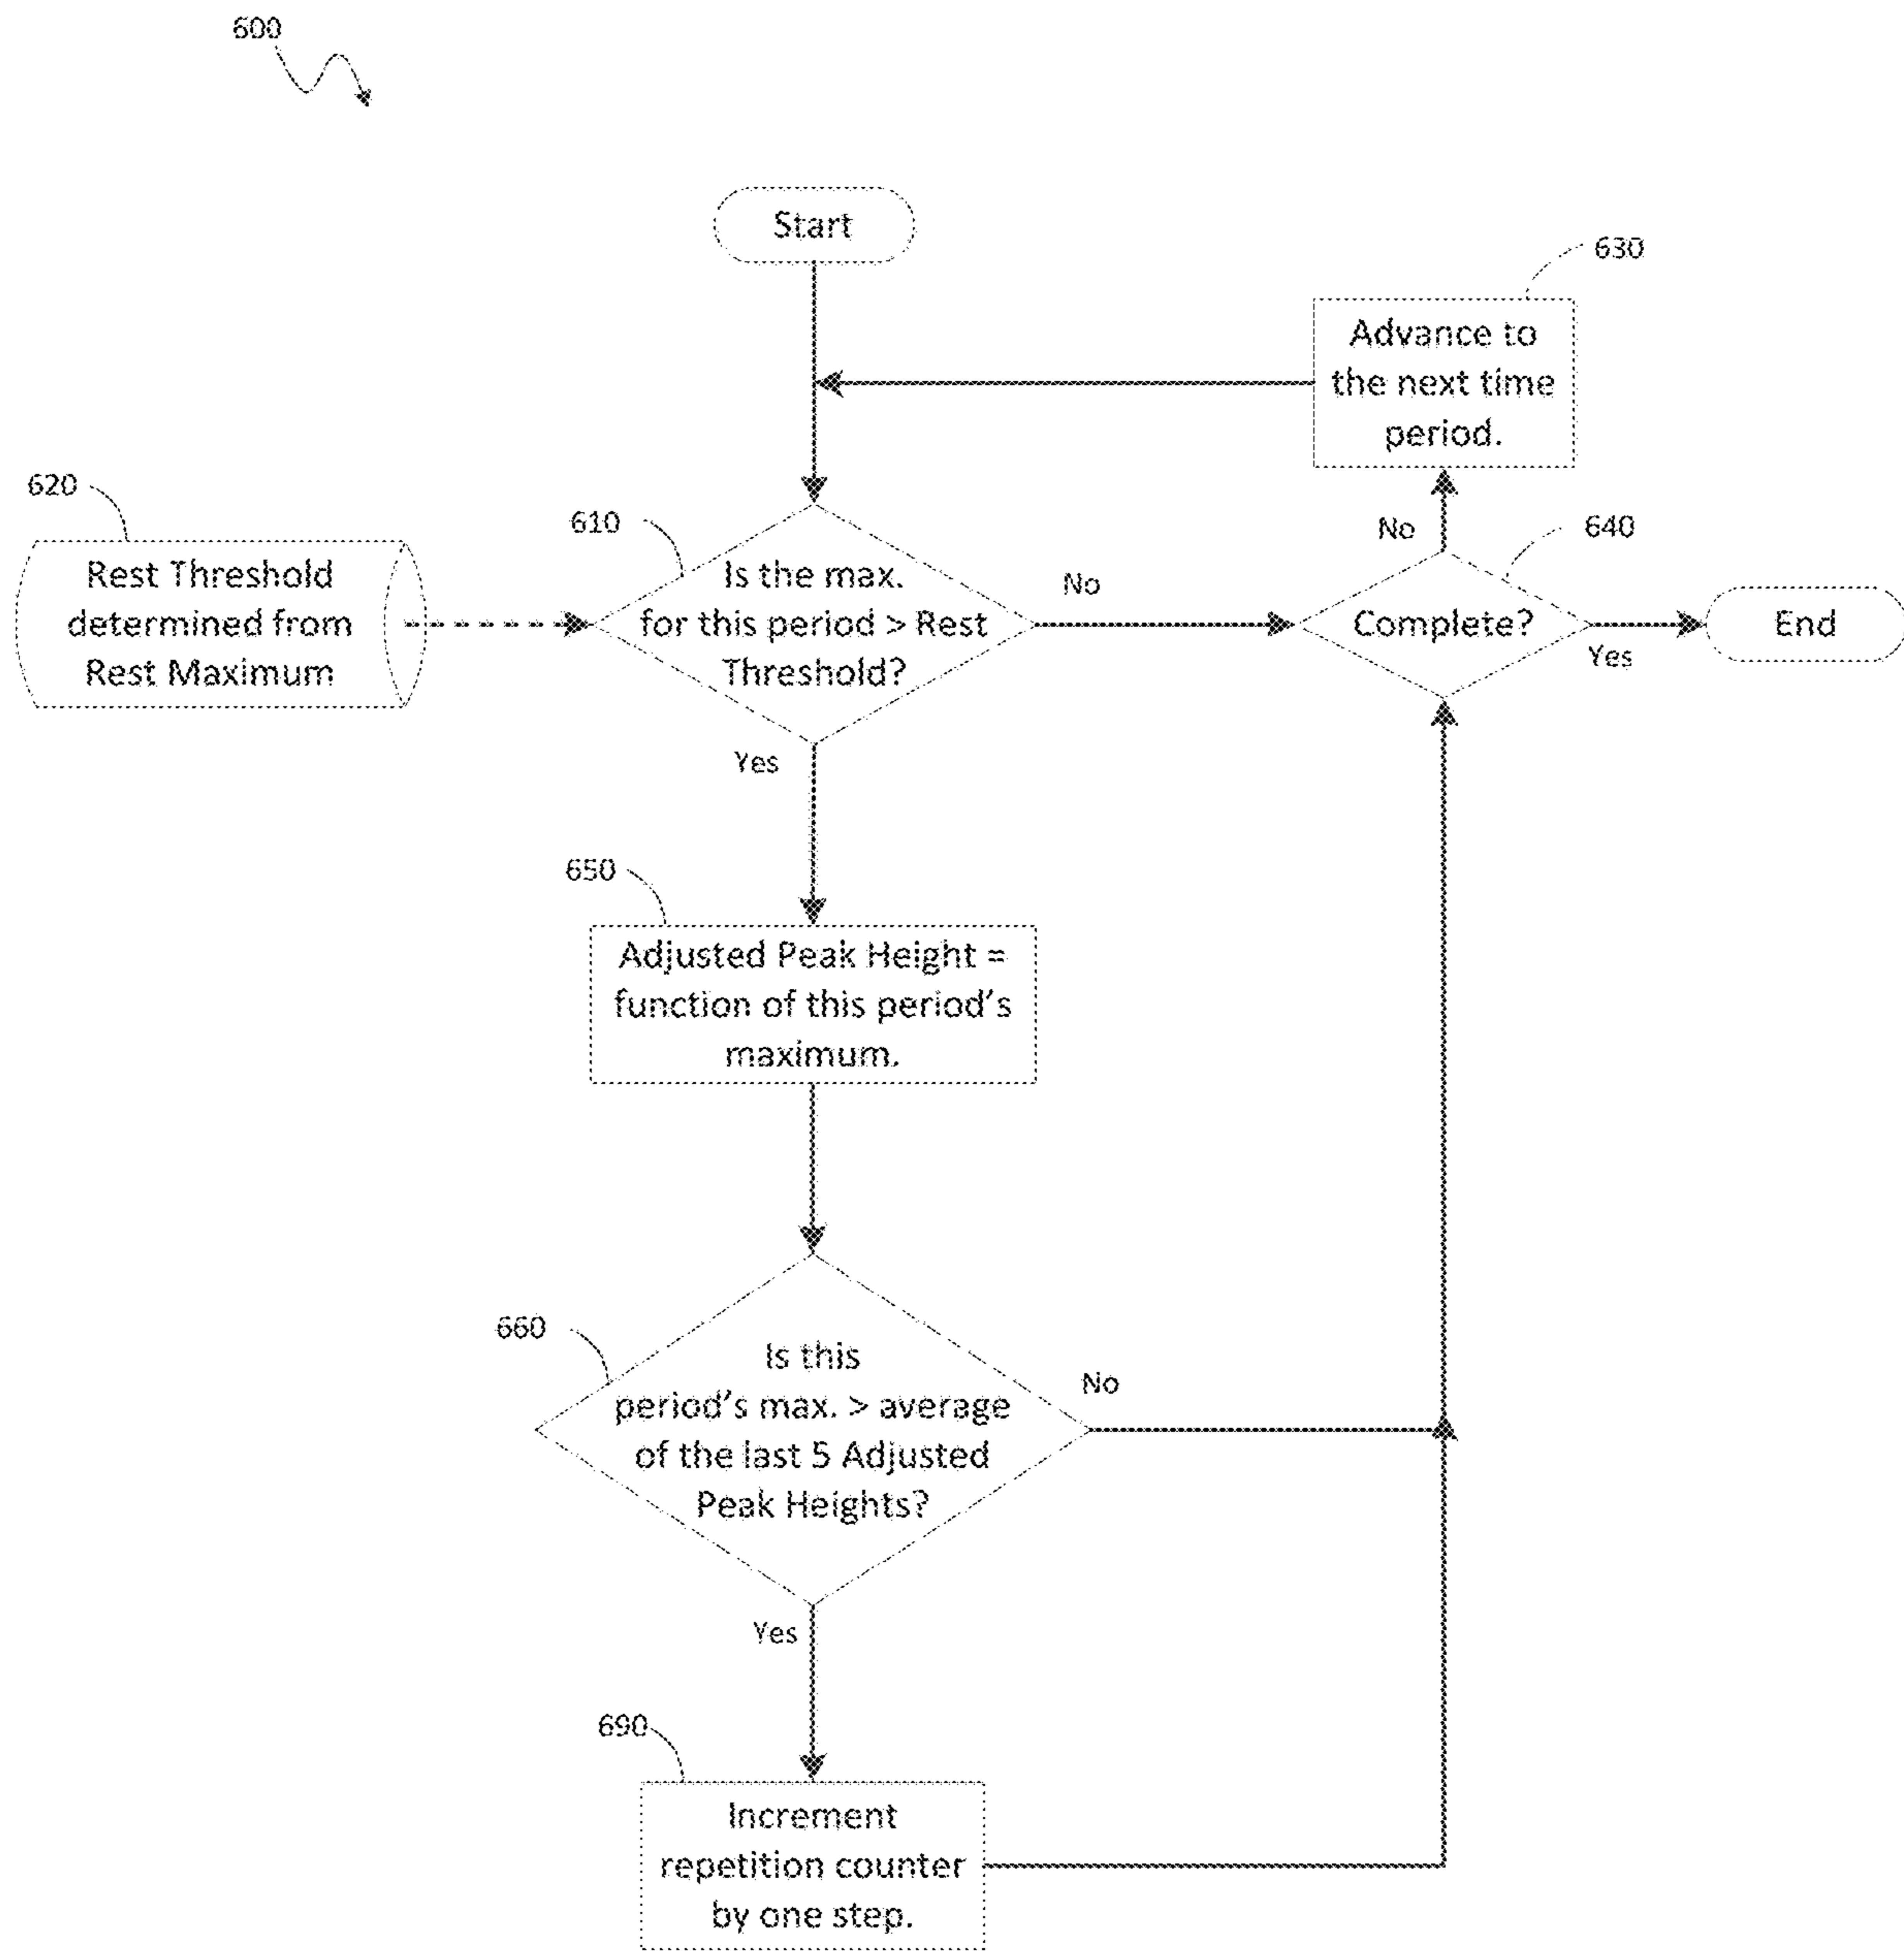 600
Start
630
Advance to
the next time
period.
620
Rest Threshold
determined from
Rest Maximum
610
Is the max.
for this period > Rest
Threshold?
No
Yes
No
640
Complete?
Yes
End
650
Adjusted Peak Height =
function of this period's
maximum.
660
Is this
period's max. > average
of the last 5 Adjusted
Peak Heights?
No
Yes
690
Increment
repetition counter
by one step.